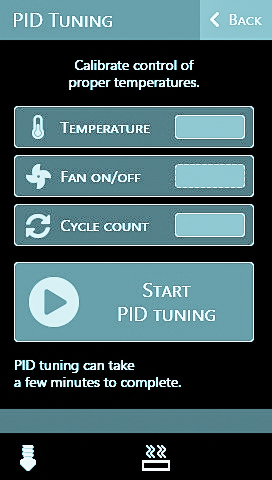 PID Tuning
Back
Calibrate control of
proper temperatures.
Temperature
Fan on/off
Cycle count
Start
PID tuning
PID tuning can take
a few minutes to complete.